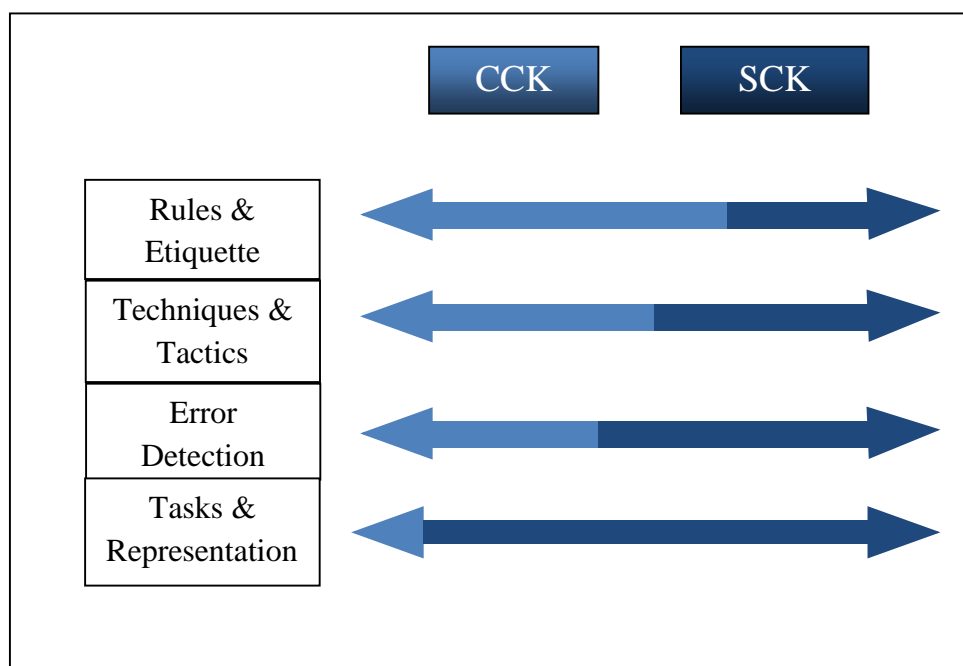 CCK
SCK
Rules &
Etiquette
Techniques &
Tactics
Error
Detection
Tasks &
Representation